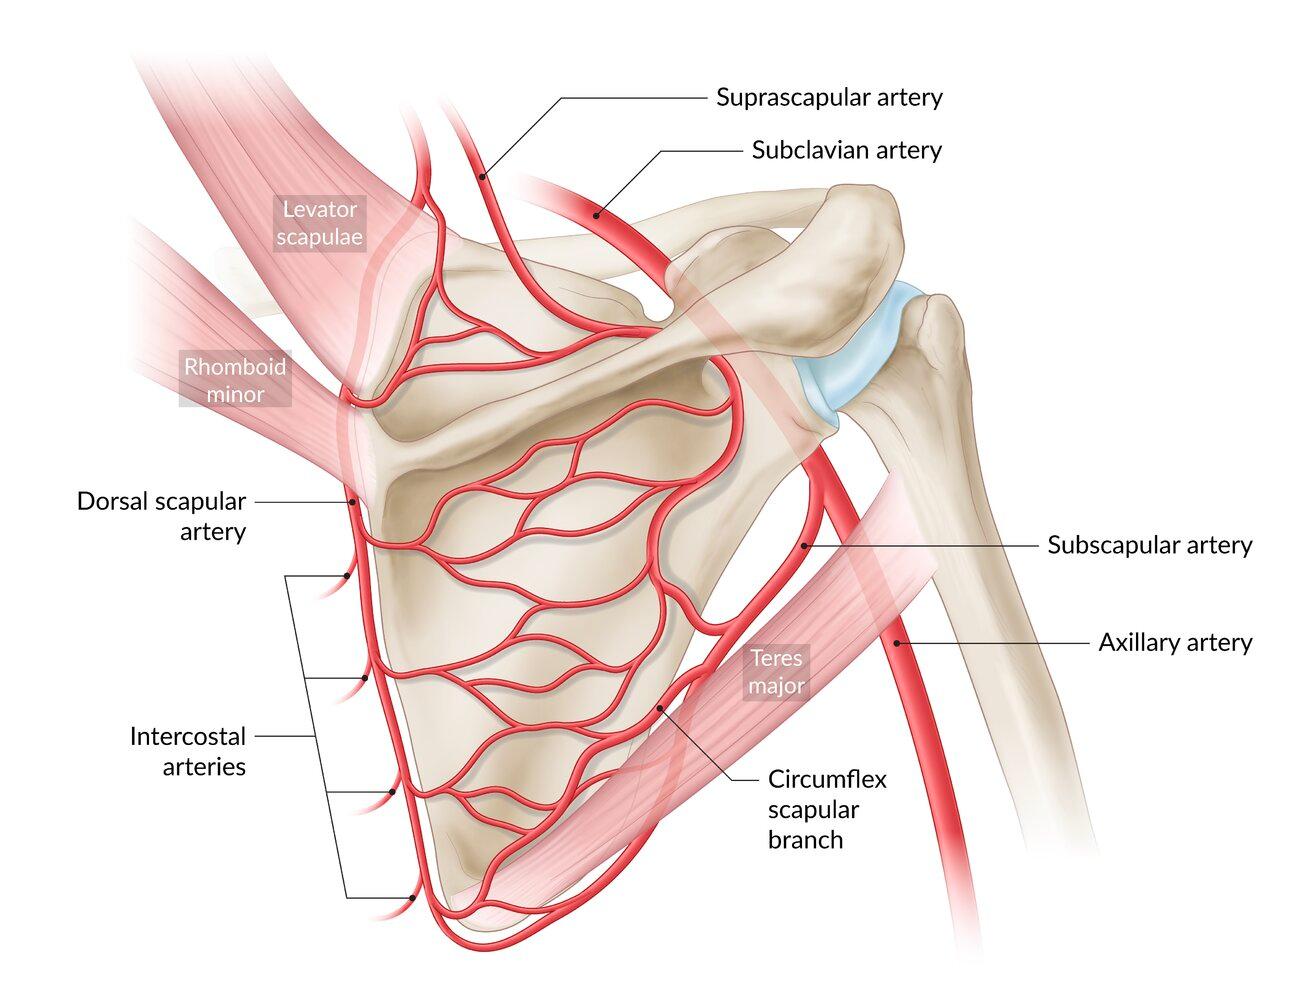 Suprascapular artery
Subclavian artery
Levator
scapulae
Rhomboid
minor
Dorsal scapular
artery
Subscapular artery
Axillary artery
Teres
major
Intercostal
arteries
Circumflex
scapular
branch